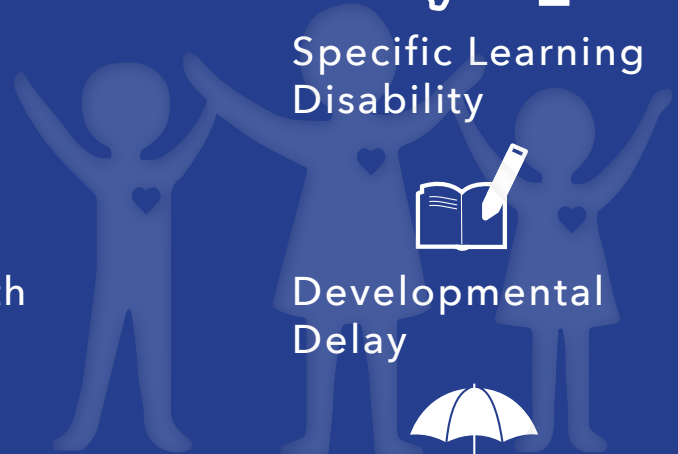 Specific Learning
Disability
h
Developmental
Delay